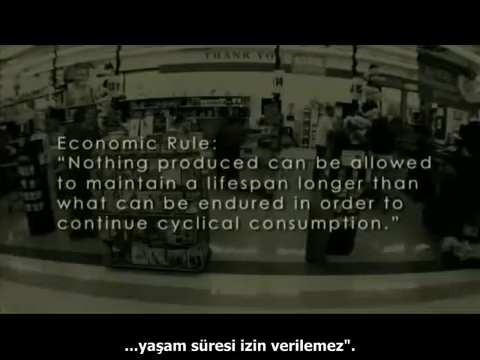 THANK YO
Economic Rule:
"Nothing produced can be allowed
to maintain a lifespan longer than
what can be endured in order to
continue cyclical consumption."
...yaşam süresi izin verilemez".